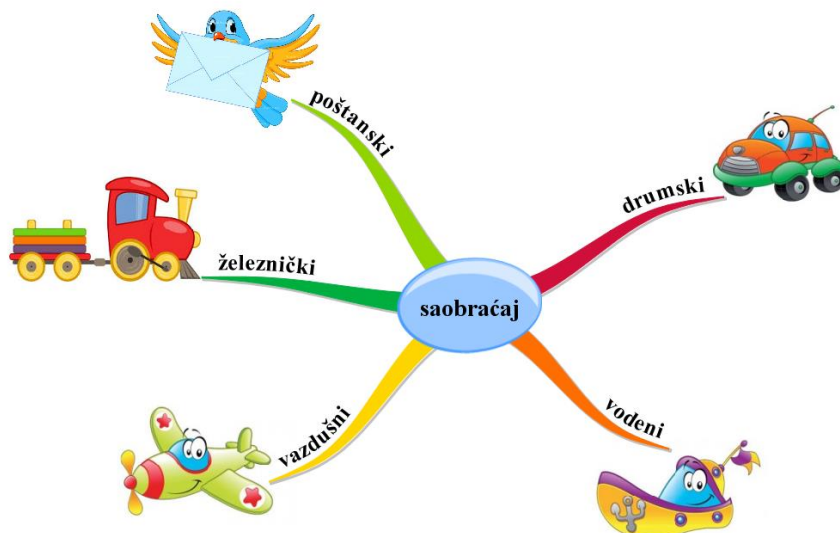 poštanski
drumski
železnički
saobraćaj
vazdušni
vodeni